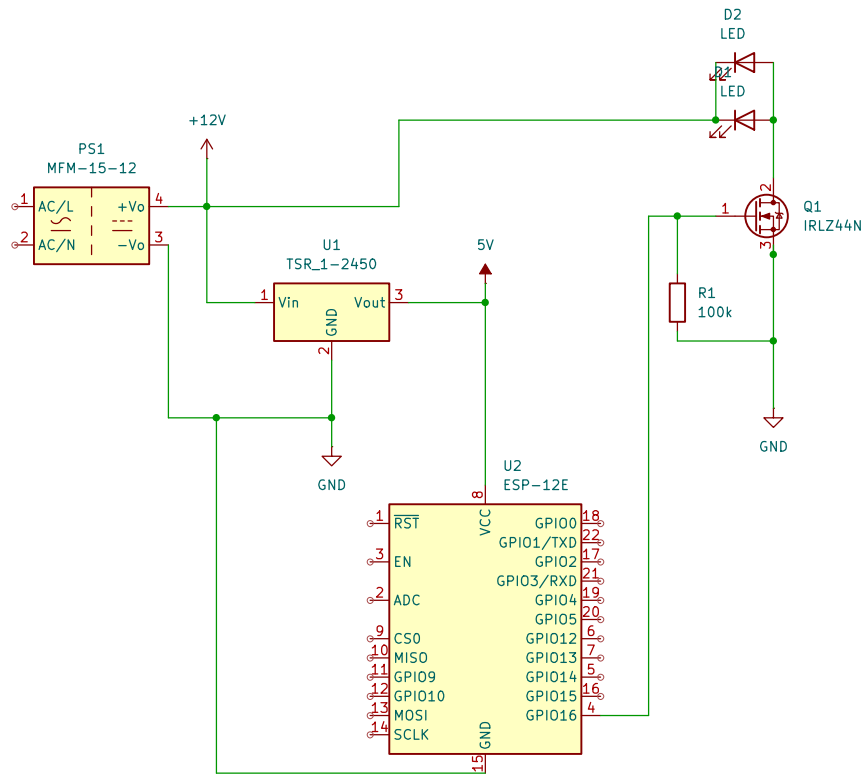 D2
LED
D1
LED
+12V
PS1
MFM-15-12
1 AC/L +Vo 4
2 AC/N -Vo 3
2
1
3
Q1
IRLZ44N
U1
TSR_1-2450
1 Vin Vout 3
GND
2
5V
R1
100k
GND
GND
U2
ESP-12E
8
VCC
1 RST GPIO0 18
GPIO1/TXD 22
3 EN GPIO2 17
GPIO3/RXD 21
2 ADC GPIO4 19
GPIO5 20
9 CS0 GPIO12 6
10 MISO GPIO13 7
11 GPIO9 GPIO14 5
12 GPIO10 GPIO15 16
13 MOSI GPIO16 4
14 SCLK
GND
15